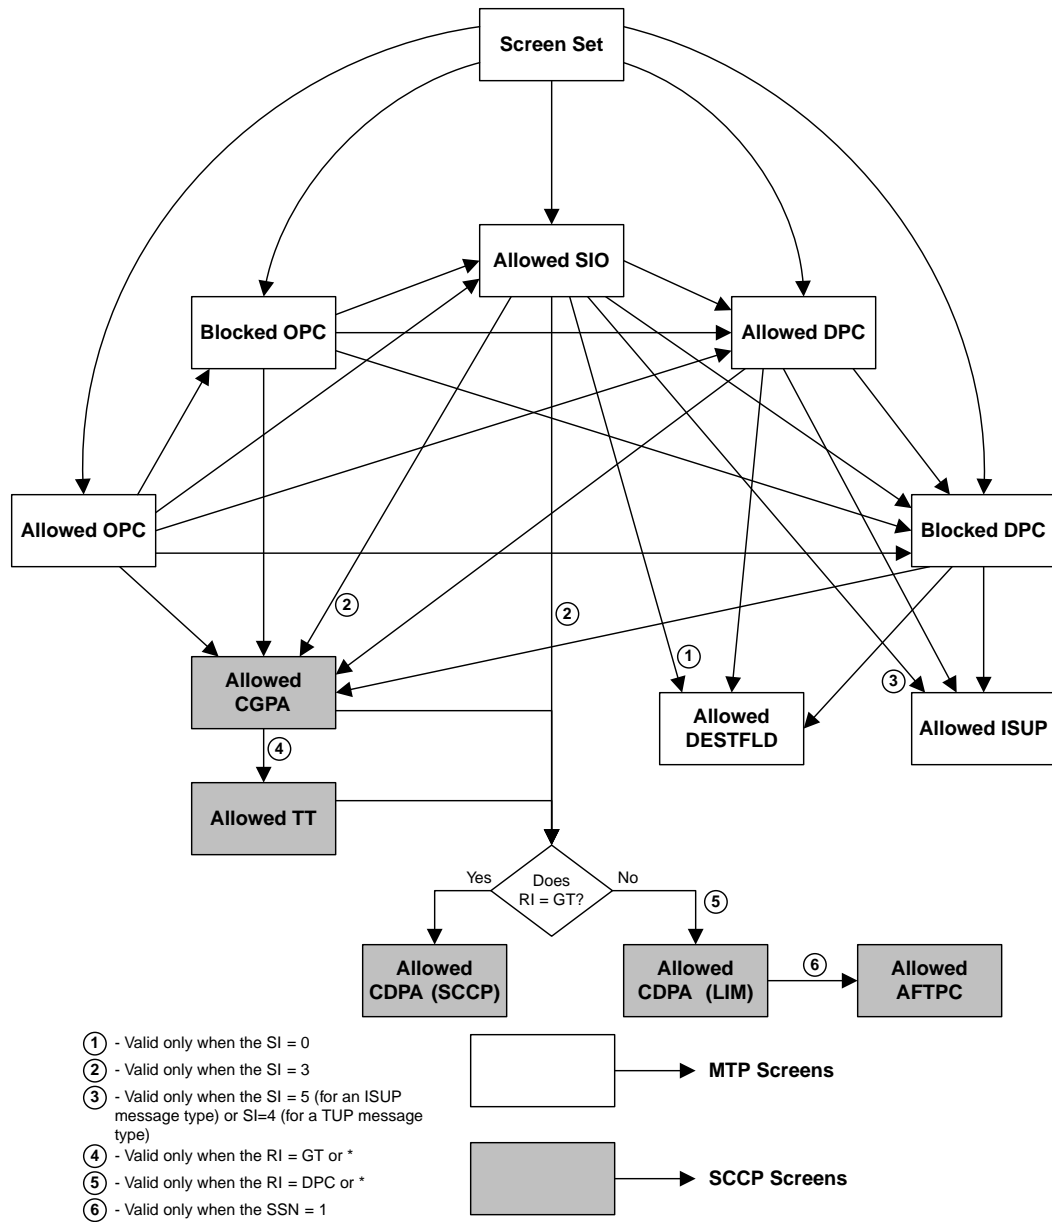 Screen Set
Allowed SIO
Blocked OPC
Allowed DPC
Allowed OPC
Blocked DPC
2
2
1
3
Allowed
CGPA
Allowed
DESTFLD
Allowed ISUP
4
Allowed TT
Yes
Does
RI = GT?
No
5
Allowed
CDPA (SCCP)
Allowed
CDPA (LIM)
6
Allowed
AFTPC
1 - Valid only when the SI = 0
2 - Valid only when the SI = 3
3 - Valid only when the SI = 5 (for an ISUP
message type) or SI=4 (for a TUP message
type)
4 - Valid only when the RI = GT or *
5 - Valid only when the RI = DPC or *
6 - Valid only when the SSN = 1
MTP Screens
SCCP Screens